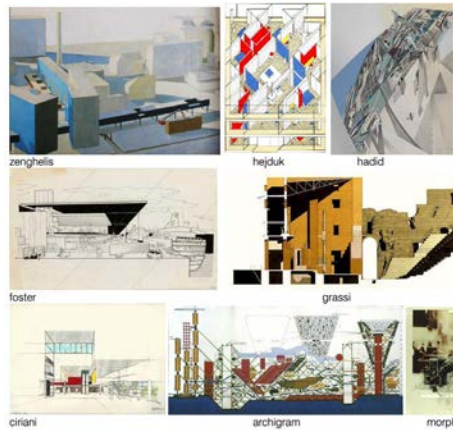 zenghelis
hejduk
hadid
foster
grassi
ciriani
archigram
morph